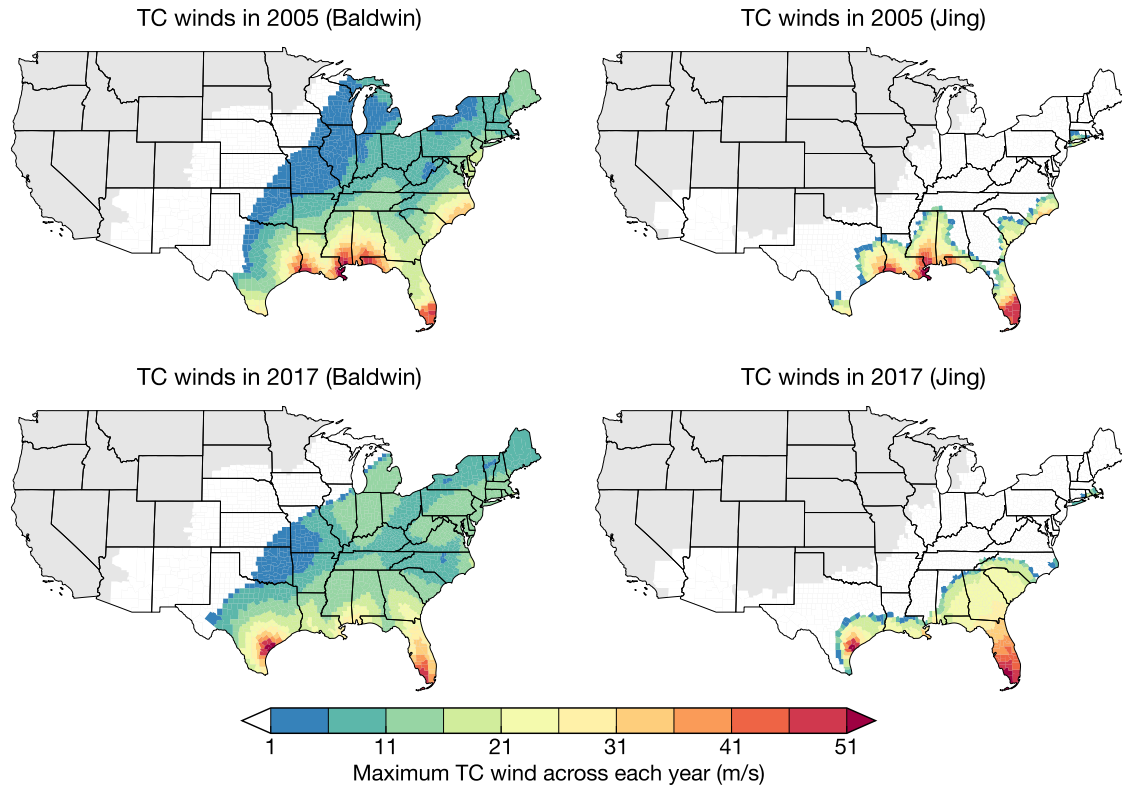 TC winds in 2005 (Baldwin)
TC winds in 2005 (Jing)
TC winds in 2017 (Baldwin)
TC winds in 2017 (Jing)
1 11 21 31 41 51
Maximum TC wind across each year (m/s)